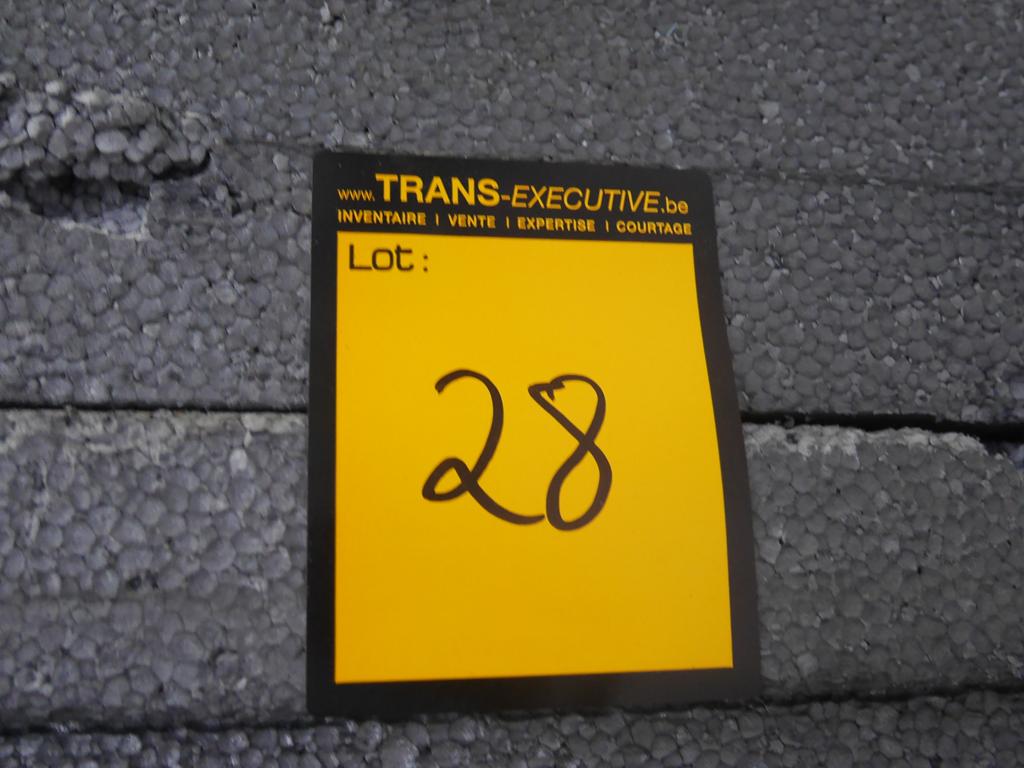 www.TRANS-EXECUTIVE.be
INVENTAIRE | VENTE | EXPERTISE | COURTAGE
Lot :
28